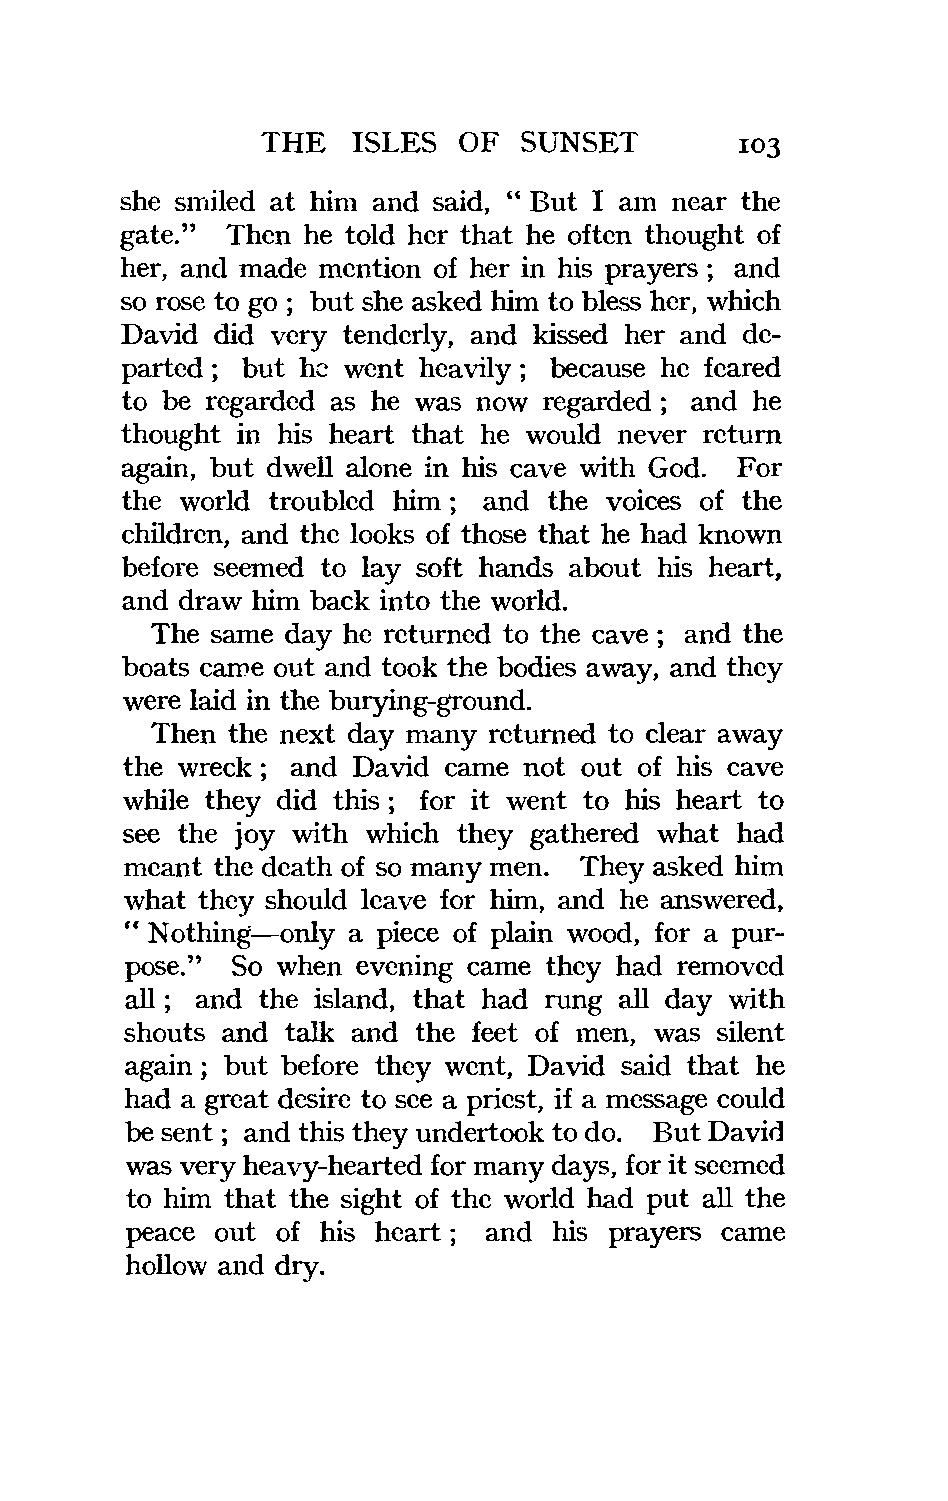 THE ISLES OF SUNSET 103
she smiled at him and said, “ But I am near the
gate.” Then he told her that he often thought of
her, and made mention of her in his prayers ; and
so rose to go ; but she asked him to bless her, which
David did very tenderly, and kissed her and de-
parted ; but he went heavily ; because he feared
to be regarded as he was now regarded ; and he
thought in his heart that he would never return
again, but dwell alone in his cave with God. For
the world troubled him ; and the voices of the
children, and the looks of those that he had known
before seemed to lay soft hands about his heart,
and draw him back into the world.
The same day he returned to the cave ; and the
boats came out and took the bodies away, and they
were laid in the burying-ground.
Then the next day many returned to clear away
the wreck ; and David came not out of his cave
while they did this ; for it went to his heart to
see the joy with which they gathered what had
meant the death of so many men. They asked him
what they should leave for him, and he answered,
“ Nothing—only a piece of plain wood, for a pur-
pose.” So when evening came they had removed
all ; and the island, that had rung all day with
shouts and talk and the feet of men, was silent
again ; but before they went, David said that he
had a great desire to see a priest, if a message could
be sent ; and this they undertook to do. But David
was very heavy-hearted for many days, for it seemed
to him that the sight of the world had put all the
peace out of his heart ; and his prayers came
hollow and dry.